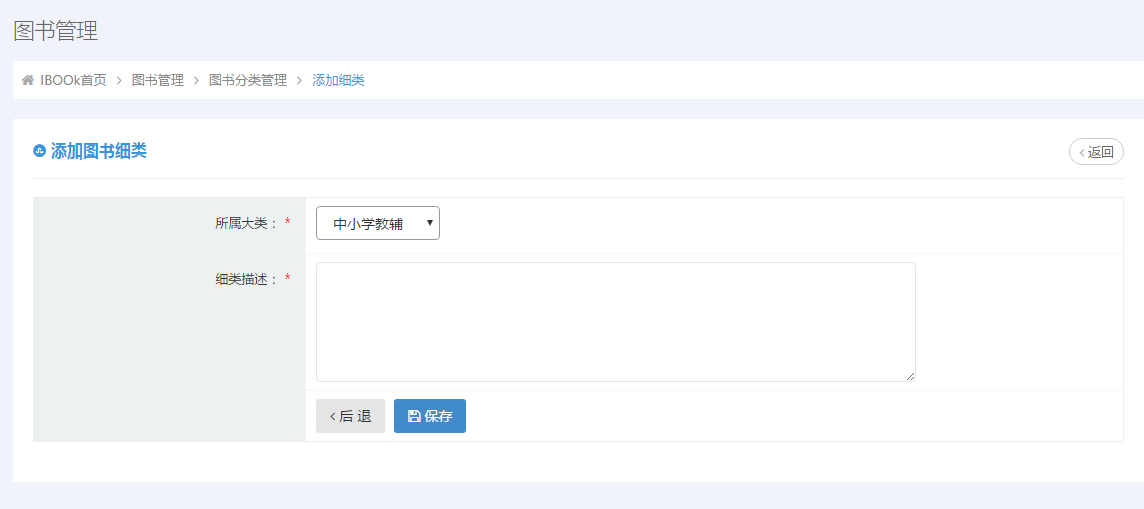 图书管理
IBOOk首页 > 图书管理 > 图书分类管理 > 添加细类
添加图书细类
返回
所属大类： * 中小学教辅
细类描述： *
后 退 保存